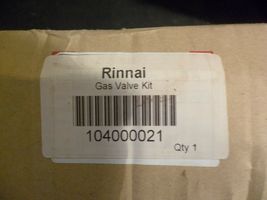 Rinnai
Gas Valve Kit
104000021
Qty 1